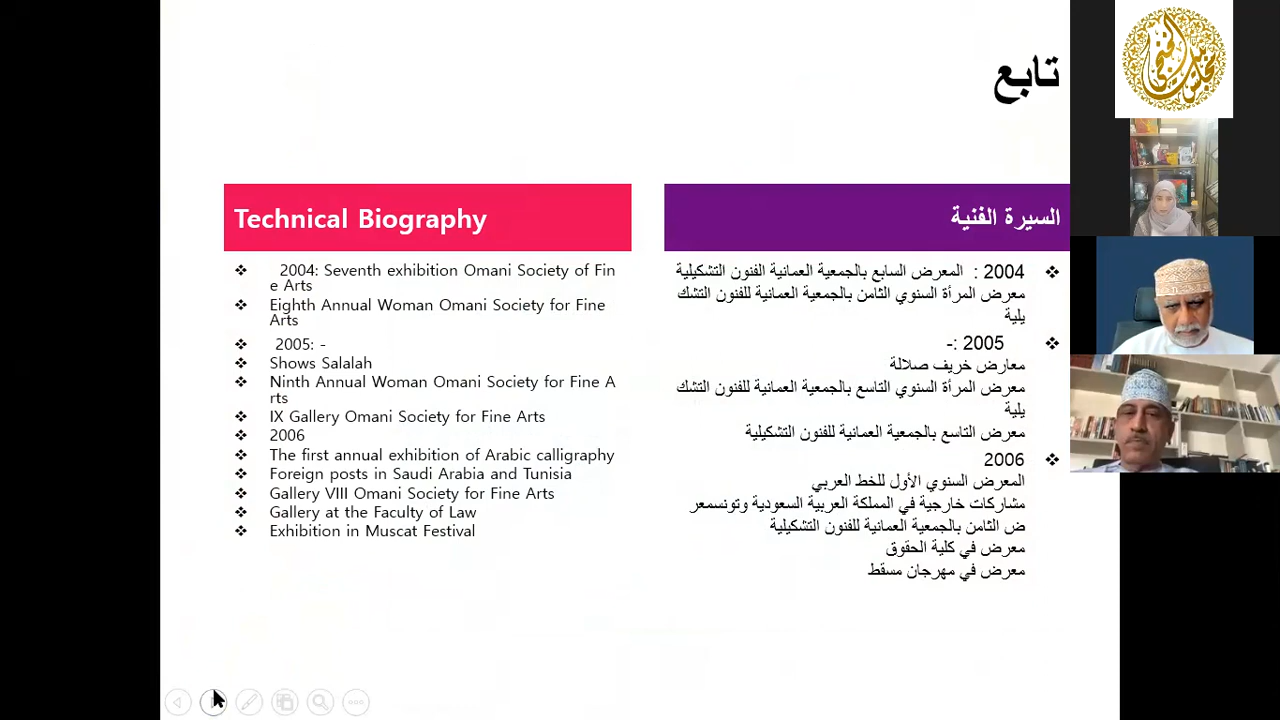 تابع
Technical Biography
2004: Seventh exhibition Omani Society of Fin
e Arts
Eighth Annual Woman Omani Society for Fine
Arts
2005: -
Shows Salalah
Ninth Annual Woman Omani Society for Fine A
rts
IX Gallery Omani Society for Fine Arts
2006
The first annual exhibition of Arabic calligraphy
Foreign posts in Saudi Arabia and Tunisia
Gallery VIII Omani Society for Fine Arts
Gallery at the Faculty of Law
Exhibition in Muscat Festival
السيرة الفنية
2004 : المعرض السابع بالجمعية العمانية الفنون التشكيلية
معرض المرأة السنوي الثامن بالجمعية العمانية للفنون التشك
يلية
2005 :-
معارض خريف صلالة
معرض المرأة السنوي التاسع بالجمعية العمانية للفنون التشك
يلية
معرض التاسع بالجمعية العمانية للفنون التشكيلية
2006
المعرض السنوي الأول للخط العربي
مشاركات خارجية في المملكة العربية السعودية وتونسمعر
ض الثامن بالجمعية العمانية للفنون التشكيلية
معرض في كلية الحقوق
معرض في مهرجان مسقط